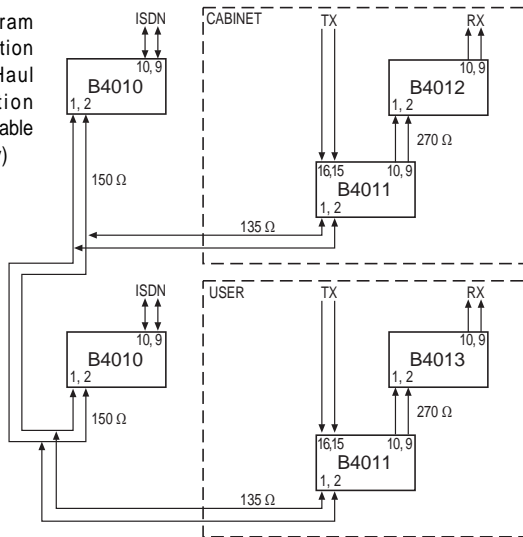 ram
tion
Haul
tion
able
)
ISDN
10, 9
B4010
1, 2
150 Ω
CABINET
TX
RX
10, 9
B4012
1, 2
270 Ω
16,15
10, 9
B4011
1, 2
135 Ω
ISDN
10, 9
B4010
1, 2
150 Ω
USER
TX
RX
10, 9
B4013
1, 2
270 Ω
16,15
10, 9
B4011
1, 2
135 Ω